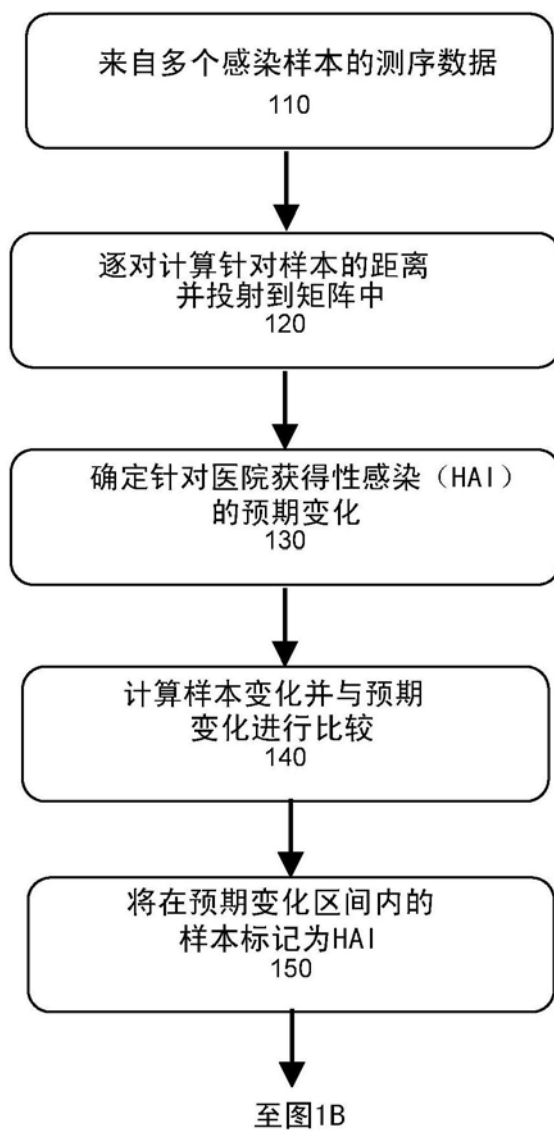 来自多个感染样本的测序数据
110
逐对计算针对样本的距离
并投射到矩阵中
120
确定针对医院获得性感染（HAI）
的预期变化
130
计算样本变化并与预期
变化进行比较
140
将在预期变化区间内的
样本标记为HAI
150
至图1B